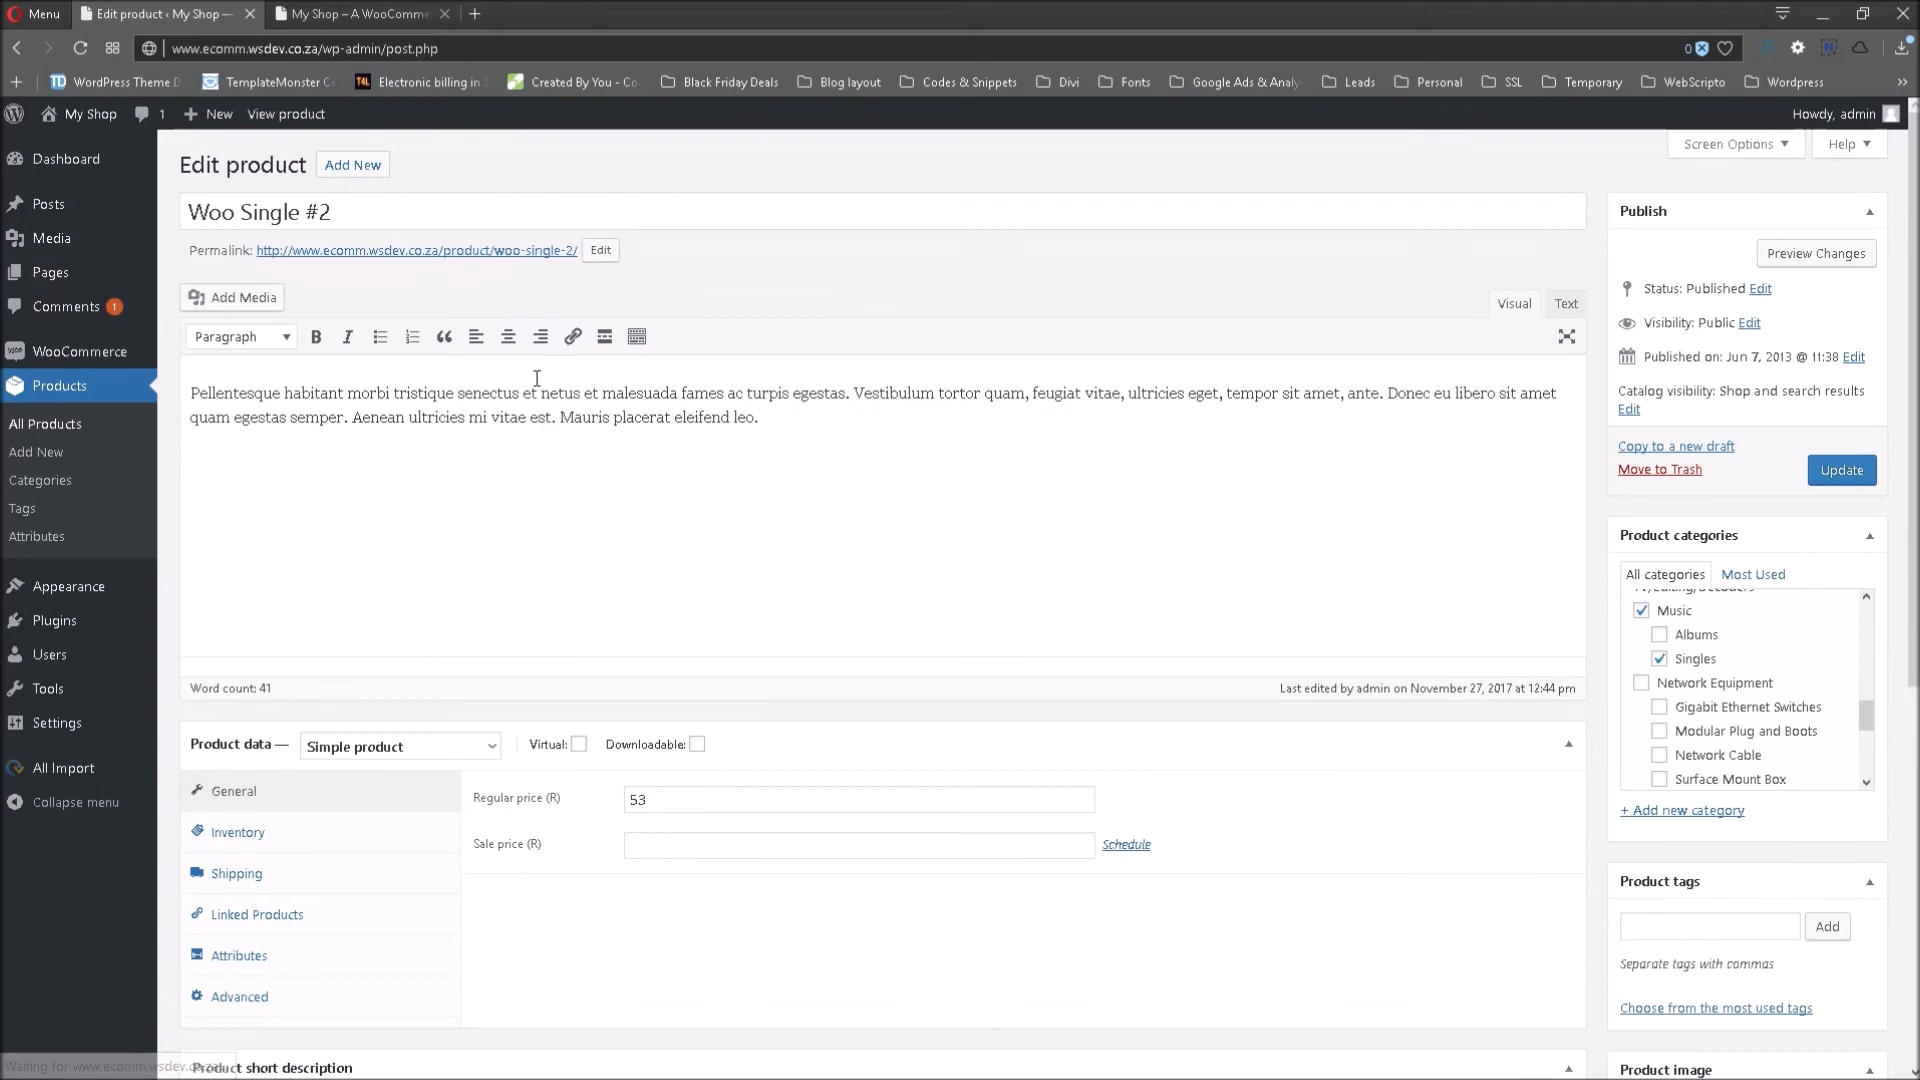 Menu
Edit product ‹ My Shop —
My Shop – A WooComme
www.ecomm.wsdev.co.za/wp-admin/post.php
0
WordPress Theme D
TemplateMonster C
Electronic billing in
Created By You - Co
Black Friday Deals
Blog layout
Codes & Snippets
Divi
Fonts
Google Ads & Analy
Leads
Personal
SSL
Temporary
WebScripto
Wordpress
My Shop
1
New
View product
Howdy, admin
Dashboard
Posts
Media
Pages
Comments 1
WooCommerce
Products
All Products
Add New
Categories
Tags
Attributes
Appearance
Plugins
Users
Tools
Settings
All Import
Collapse menu
Screen Options
Help
Edit product
Add New
Woo Single #2
Permalink: http://www.ecomm.wsdev.co.za/product/woo-single-2/ Edit
Add Media
Visual
Text
Paragraph
Pellentesque habitant morbi tristique senectus et netus et malesuada fames ac turpis egestas. Vestibulum tortor quam, feugiat vitae, ultricies eget, tempor sit amet, ante. Donec eu libero sit amet
quam egestas semper. Aenean ultricies mi vitae est. Mauris placerat eleifend leo.
Word count: 41
Last edited by admin on November 27, 2017 at 12:44 pm
Product data —
Simple product
Virtual:
Downloadable:
General
Inventory
Shipping
Linked Products
Attributes
Advanced
Regular price (R)
53
Sale price (R)
Schedule
Product short description
Publish
Preview Changes
Status: Published Edit
Visibility: Public Edit
Published on: Jun 7, 2013 @ 11:38 Edit
Catalog visibility: Shop and search results
Edit
Copy to a new draft
Move to Trash
Update
Product categories
All categories
Most Used
Music
Albums
Singles
Network Equipment
Gigabit Ethernet Switches
Modular Plug and Boots
Network Cable
Surface Mount Box
+ Add new category
Product tags
Add
Separate tags with commas
Choose from the most used tags
Product image
Waiting for www.ecomm.wsdev.co.za